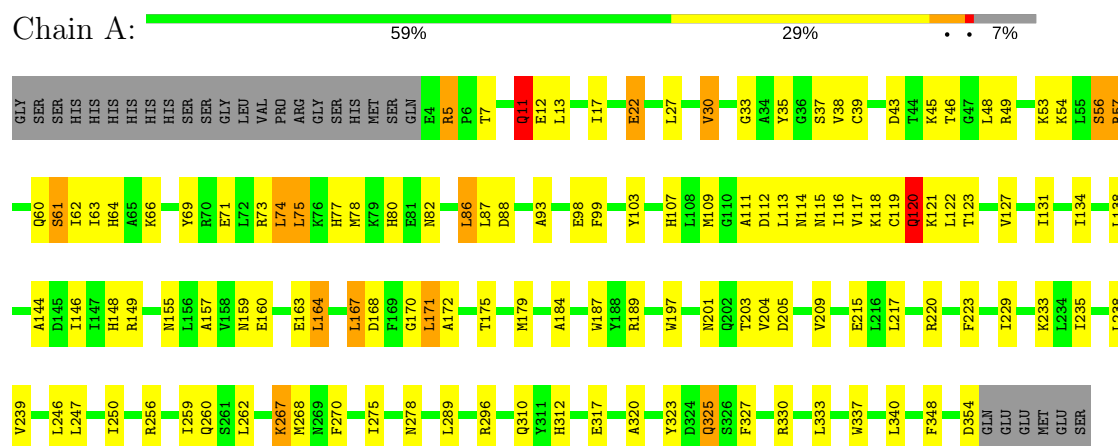 Chain A:
59% 29% • • 7%
GLY SER SER HIS HIS HIS HIS HIS HIS SER SER GLY LEU VAL PRO ARG GLY SER HIS MET SER GLN E4 R5 P6 T7 Q11 E12 L13 I17 E22 L27 V30 G33 A34 Y35 G36 S37 V38 C39 D43 T44 K45 T46 G47 L48 R49 K53 K54 L55 S56
Q60 S61 I62 I63 H64 A65 K66 Y69 R70 E71 L72 R73 L74 L75 K76 H77 M78 K79 H80 E81 N82 L86 L87 D88 A93 E98 F99 Y103 H107 L108 M109 G110 A111 D112 L113 N114 N115 I116 V117 K118 C119 Q120 K121 L122 T123 V127 I131 I134
A144 D145 I146 I147 H148 R149 N155 L156 A157 V158 N159 E160 E163 L164 L167 D168 F169 G170 L171 A172 T175 M179 A184 W187 Y188 R189 W197 N201 Q202 T203 V204 D205 V209 E215 L216 L217 R220 F223 I229 K233 L234 I235
V239 L246 L247 I250 R256 I259 Q260 S261 L262 K267 M268 N269 F270 I275 N278 L289 R296 Q310 Y311 H312 E317 A320 Y323 D324 Q325 S326 F327 R330 L333 W337 L340 F348 D354 GLN GLU GLU MET GLU SER